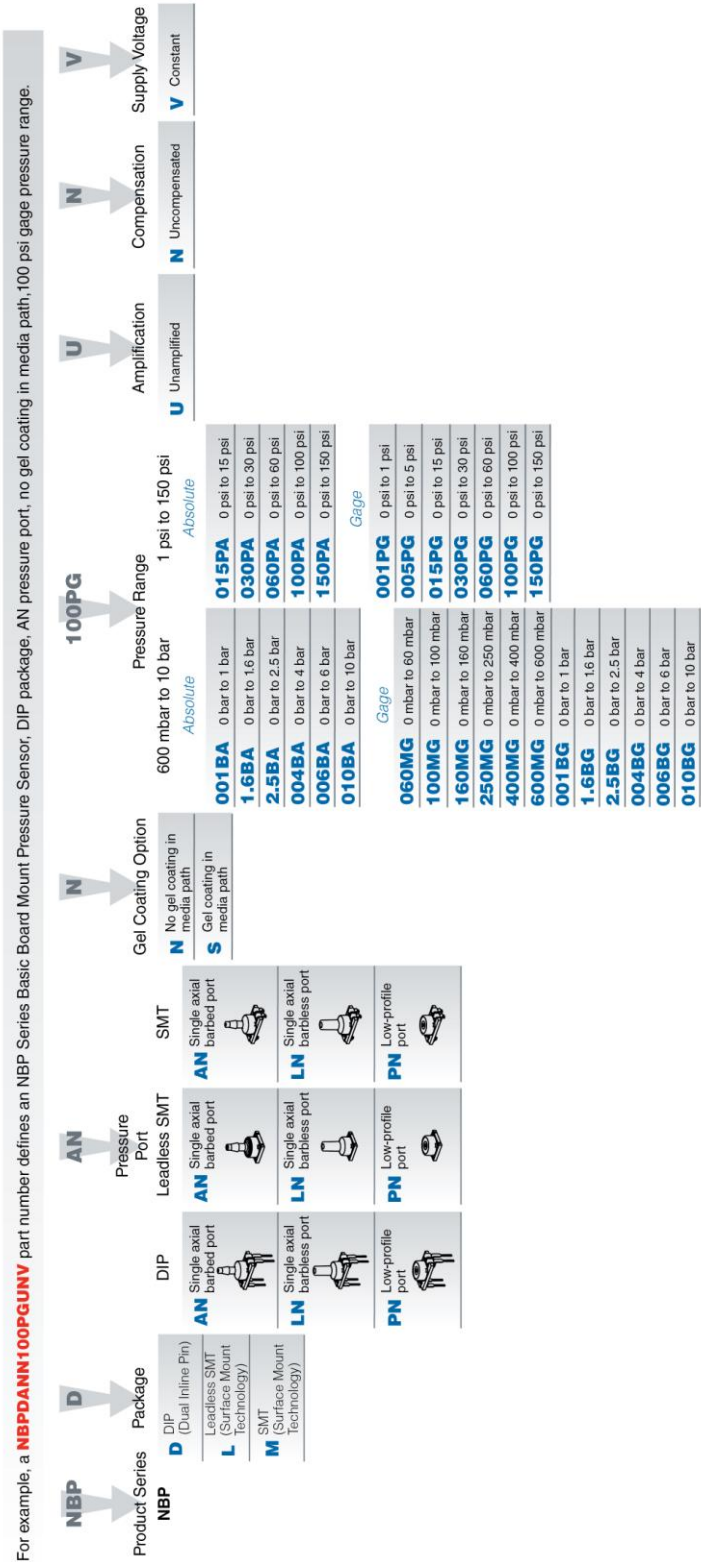 For example, a NBPDANN100PGUNV part number defines an NBP Series Basic Board Mount Pressure Sensor, DIP package, AN pressure port, no gel coating in media path,100 psi gage pressure range.
NBP
D
AN
N
100PG
U
N
V
Product Series
NBP
Package
D DIP
(Dual Inline Pin)
L Leadless SMT
(Surface Mount
Technology)
M SMT
(Surface Mount
Technology)
Pressure
Port
DIP
AN Single axial
barbed port
LN Single axial
barbless port
PN Low-profile
port
Leadless SMT
AN Single axial
barbed port
LN Single axial
barbless port
PN Low-profile
port
SMT
AN Single axial
barbed port
LN Single axial
barbless port
PN Low-profile
port
Gel Coating Option
N No gel coating in
media path
S Gel coating in
media path
Pressure Range
600 mbar to 10 bar
Absolute
001BA 0 bar to 1 bar
1.6BA 0 bar to 1.6 bar
2.5BA 0 bar to 2.5 bar
004BA 0 bar to 4 bar
006BA 0 bar to 6 bar
010BA 0 bar to 10 bar
Gage
060MG 0 mbar to 60 mbar
100MG 0 mbar to 100 mbar
160MG 0 mbar to 160 mbar
250MG 0 mbar to 250 mbar
400MG 0 mbar to 400 mbar
600MG 0 mbar to 600 mbar
001BG 0 bar to 1 bar
1.6BG 0 bar to 1.6 bar
2.5BG 0 bar to 2.5 bar
004BG 0 bar to 4 bar
006BG 0 bar to 6 bar
010BG 0 bar to 10 bar
1 psi to 150 psi
Absolute
015PA 0 psi to 15 psi
030PA 0 psi to 30 psi
060PA 0 psi to 60 psi
100PA 0 psi to 100 psi
150PA 0 psi to 150 psi
Gage
001PG 0 psi to 1 psi
005PG 0 psi to 5 psi
015PG 0 psi to 15 psi
030PG 0 psi to 30 psi
060PG 0 psi to 60 psi
100PG 0 psi to 100 psi
150PG 0 psi to 150 psi
Amplification
U Unamplified
Compensation
N Uncompensated
Supply Voltage
V Constant